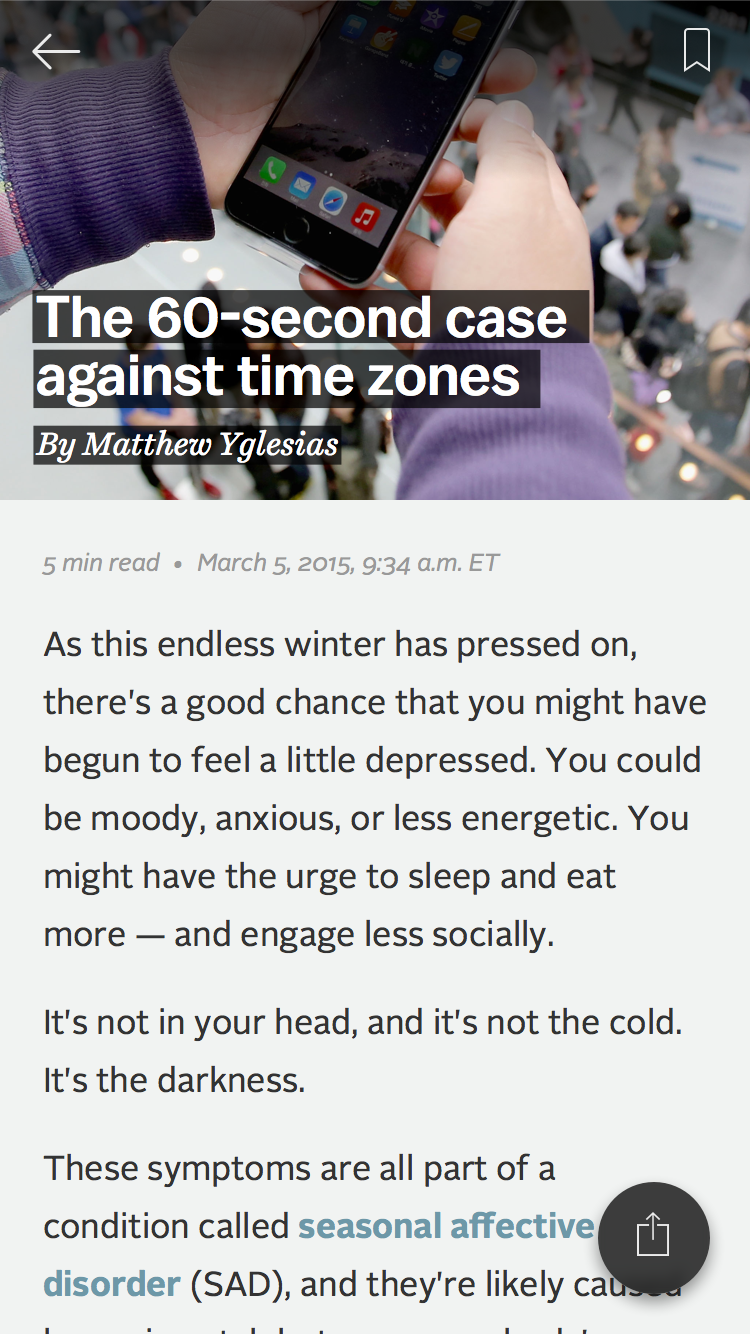 The 60-second case
against time zones
By Matthew Yglesias
5 min read • March 5, 2015, 9:34 a.m. ET
As this endless winter has pressed on,
there's a good chance that you might have
begun to feel a little depressed. You could
be moody, anxious, or less energetic. You
might have the urge to sleep and eat
more — and engage less socially.
It's not in your head, and it's not the cold.
It's the darkness.
These symptoms are all part of a
condition called seasonal affective
disorder (SAD), and they're likely caused